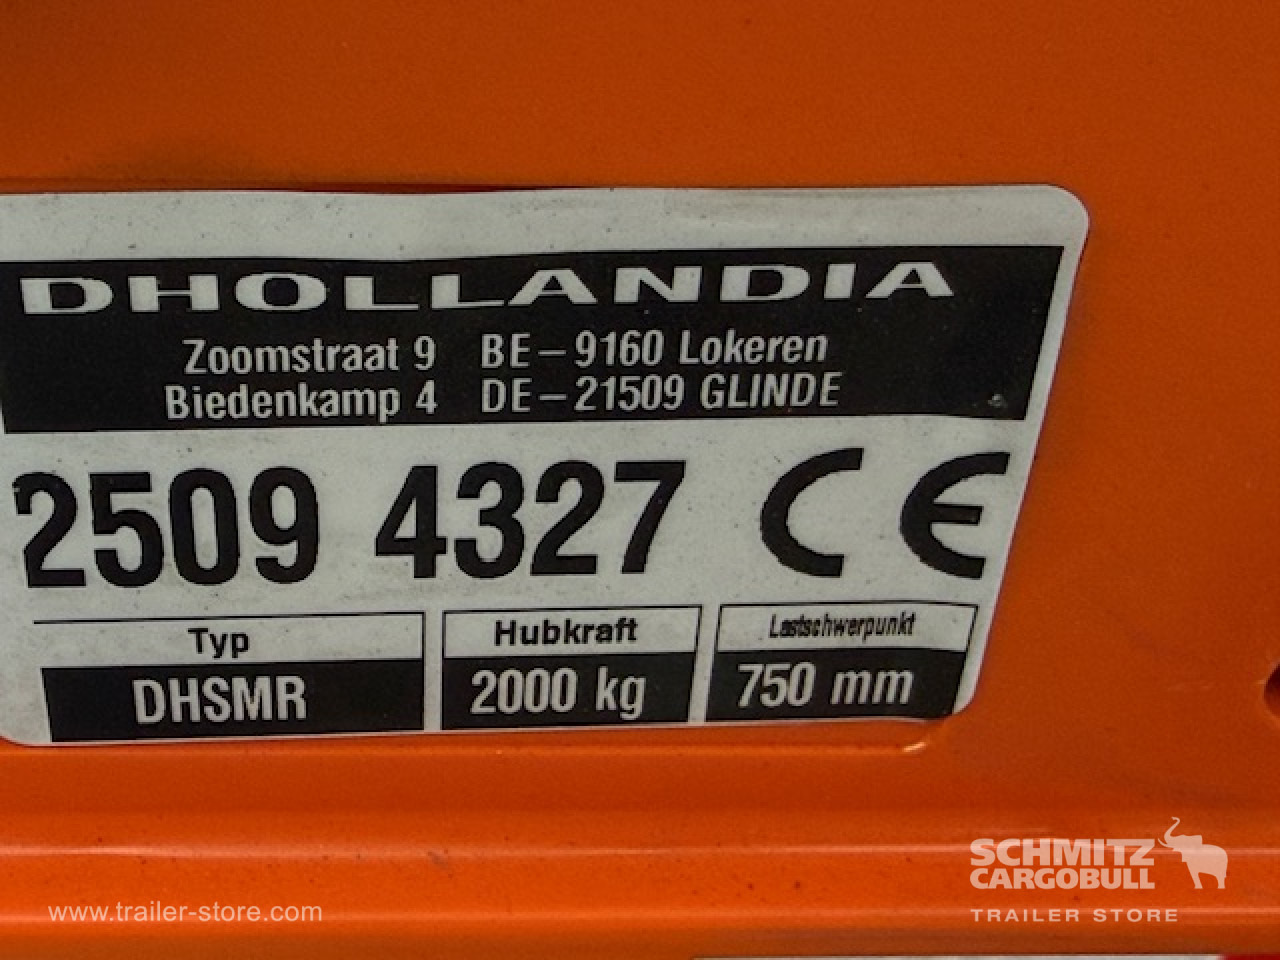 DHOLLANDIA
Zoomstraat 9 BE-9160 Lokeren
Biedenkamp 4 DE-21509 GLINDE
2509 4327 CE
Typ Hubkraft Lastschwerpunkt
DHSMR 2000 kg 750 mm
SCHMITZ
CARGOBULL
www.trailer-store.com TRAILER STORE